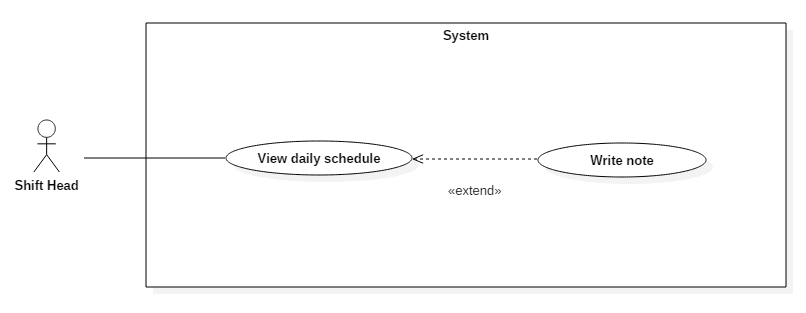 System
View daily schedule
Write note
Shift Head
«extend»